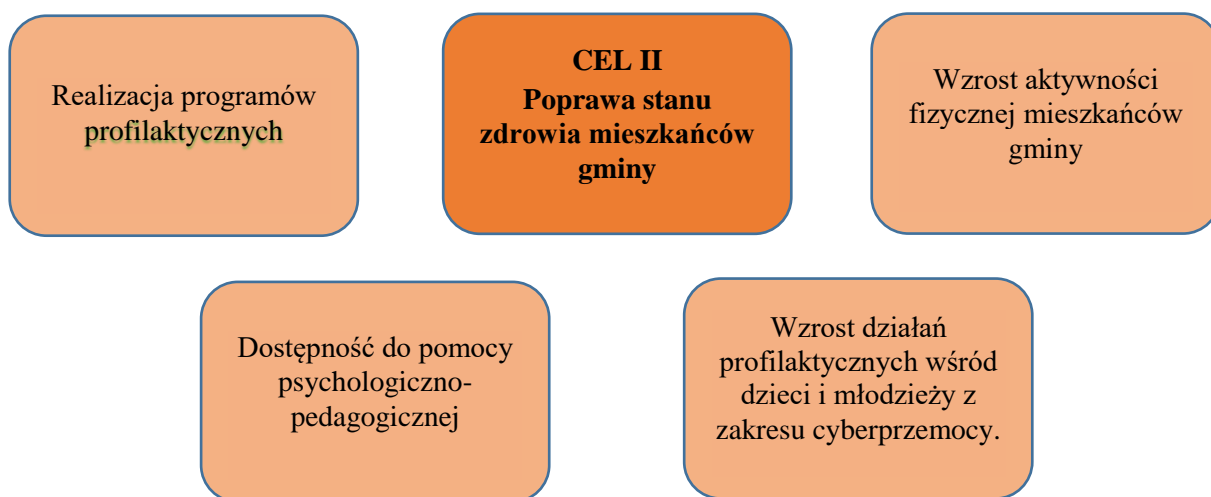 Realizacja programów
profilaktycznych
CEL II
Poprawa stanu
zdrowia mieszkańców
gminy
Wzrost aktywności
fizycznej mieszkańców
gminy
Dostępność do pomocy
psychologiczno-
pedagogicznej
Wzrost działań
profilaktycznych wśród
dzieci i młodzieży z
zakresu cyberprzemocy.